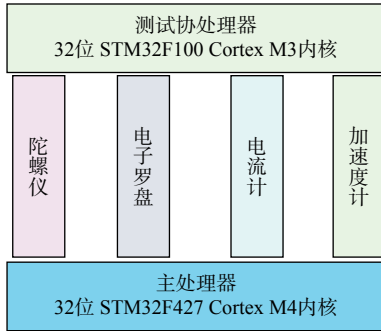 测试协处理器
32位 STM32F100 Cortex M3内核
陀螺仪
电子罗盘
电流计
加速度计
主处理器
32位 STM32F427 Cortex M4内核